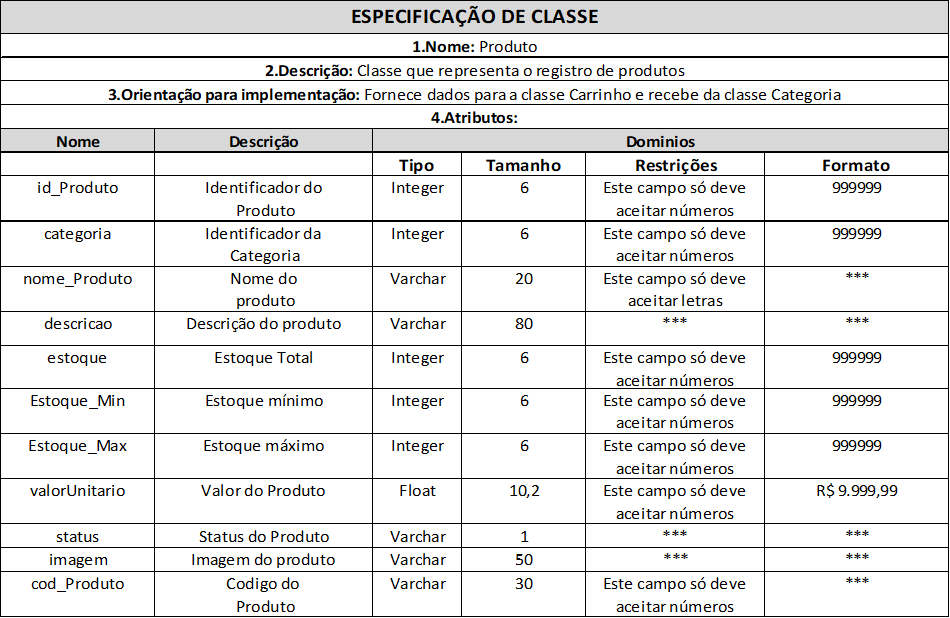 ESPECIFICAÇÃO DE CLASSE
1.Nome: Produto
2.Descrição: Classe que representa o registro de produtos
3.Orientação para implementação: Fornece dados para a classe Carrinho e recebe da classe Categoria
4.Atributos:
Nome Descrição Dominios
Tipo Tamanho Restrições Formato
id_Produto Identificador do Integer 6 Este campo só deve 999999
Produto aceitar números
categoria Identificador da Integer 6 Este campo só deve 999999
Categoria aceitar números
nome_Produto Nome do Varchar 20 Este campo só deve ***
produto aceitar letras
descricao Descrição do produto Varchar 80 *** ***
estoque Estoque Total Integer 6 Este campo só deve 999999
aceitar números
Estoque_Min Estoque mínimo Integer 6 Este campo só deve 999999
aceitar números
Estoque_Max Estoque máximo Integer 6 Este campo só deve 999999
aceitar números
valorUnitario Valor do Produto Float 10,2 Este campo só deve R$ 9.999,99
aceitar números
status Status do Produto Varchar 1 *** ***
imagem Imagem do produto Varchar 50 *** ***
cod_Produto Codigo do Varchar 30 Este campo só deve ***
Produto aceitar números